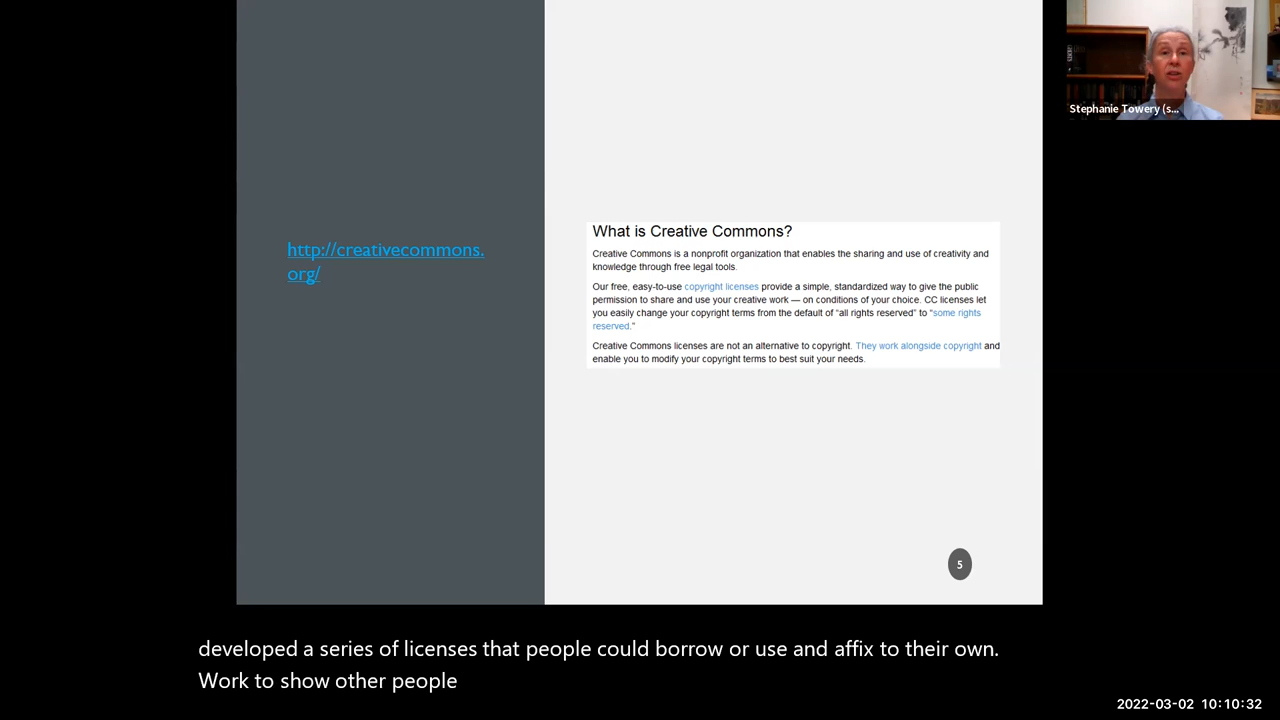 http://creativecommons.
org/
What is Creative Commons?
Creative Commons is a nonprofit organization that enables the sharing and use of creativity and
knowledge through free legal tools.
Our free, easy-to-use copyright licenses provide a simple, standardized way to give the public
permission to share and use your creative work — on conditions of your choice. CC licenses let
you easily change your copyright terms from the default of “all rights reserved” to “some rights
reserved.”
Creative Commons licenses are not an alternative to copyright. They work alongside copyright and
enable you to modify your copyright terms to best suit your needs.
5
Stephanie Towery (s...
developed a series of licenses that people could borrow or use and affix to their own.
Work to show other people
2022-03-02 10:10:32